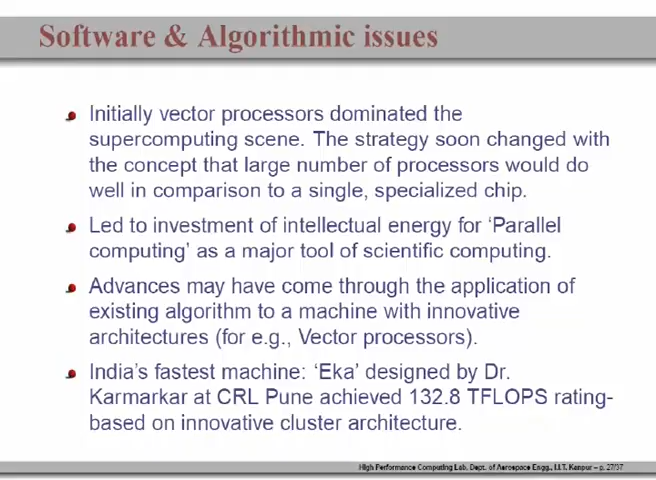 Software & Algorithmic issues
Initially vector processors dominated the
supercomputing scene. The strategy soon changed with
the concept that large number of processors would do
well in comparison to a single, specialized chip.
Led to investment of intellectual energy for ‘Parallel
computing’ as a major tool of scientific computing.
Advances may have come through the application of
existing algorithm to a machine with innovative
architectures (for e.g., Vector processors).
India’s fastest machine: ‘Eka’ designed by Dr.
Karmarkar at CRL Pune achieved 132.8 TFLOPS rating-
based on innovative cluster architecture.
High Performance Computing Lab, Dept. of Aerospace Engg., I.I.T. Kanpur – p. 27/37